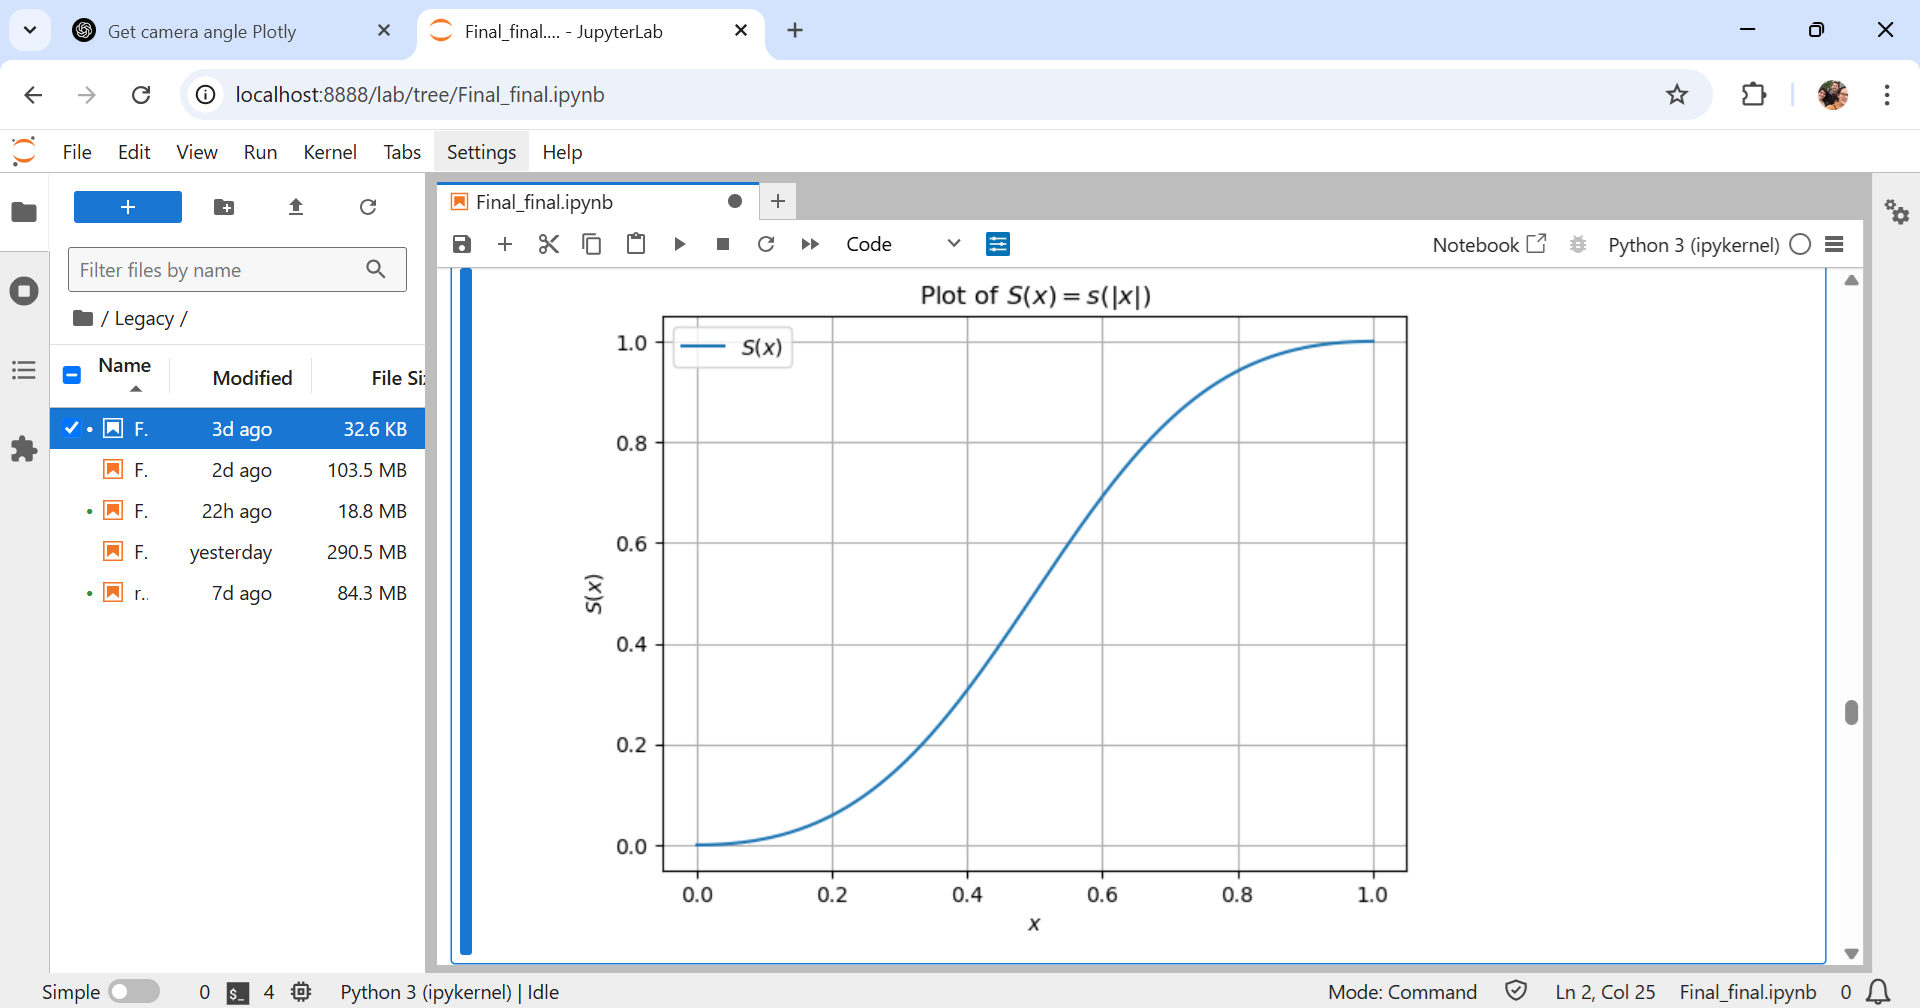 Get camera angle Plotly
Final_final.... - JupyterLab
localhost:8888/lab/tree/Final_final.ipynb
File Edit View Run Kernel Tabs Settings Help
Final_final.ipynb
Code
Notebook
Python 3 (ipykernel)
Filter files by name
/ Legacy /
Name Modified File Si
F. 3d ago 32.6 KB
F. 2d ago 103.5 MB
F. 22h ago 18.8 MB
F. yesterday 290.5 MB
r.. 7d ago 84.3 MB
Plot of S(x) = s(|x|)
S(x)
1.0
0.8
0.6
0.4
0.2
0.0
S(x)
0.0 0.2 0.4 0.6 0.8 1.0
x
Simple 0 $_ 4 Python 3 (ipykernel) | Idle Mode: Command Ln 2, Col 25 Final_final.ipynb 0